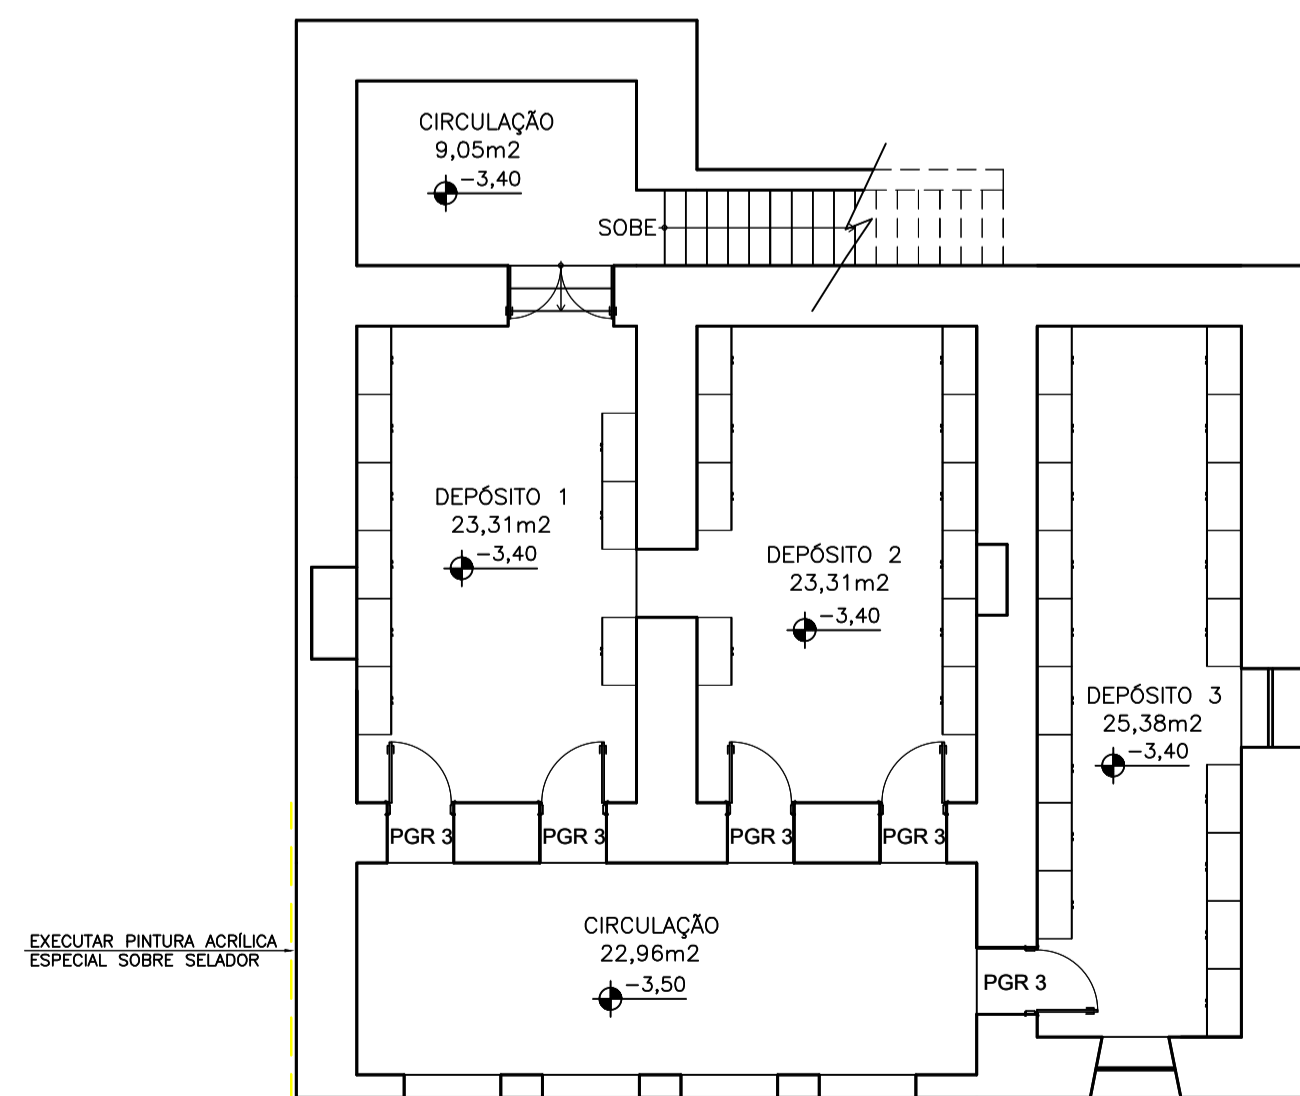 CIRCULAÇÃO
9,05m2
-3,40
SOBE
DEPÓSITO 1
23,31m2
-3,40
DEPÓSITO 2
23,31m2
-3,40
DEPÓSITO 3
25,38m2
-3,40
PGR 3
PGR 3
PGR 3
PGR 3
CIRCULAÇÃO
22,96m2
-3,50
EXECUTAR PINTURA ACRÍLICA
ESPECIAL SOBRE SELADOR
PGR 3